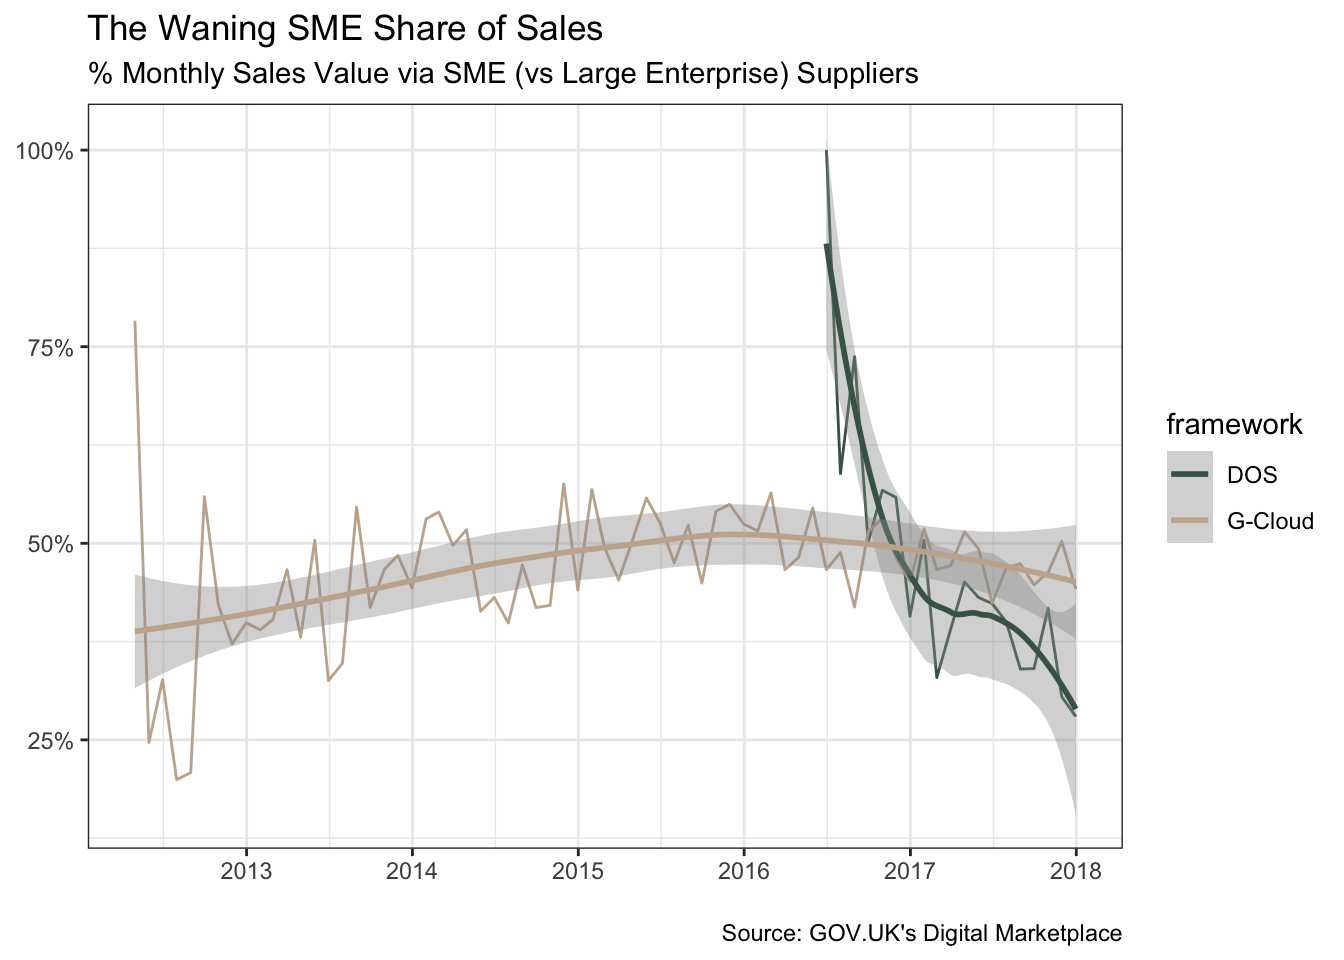 The Waning SME Share of Sales
% Monthly Sales Value via SME (vs Large Enterprise) Suppliers
100%
75%
50%
25%
2013
2014
2015
2016
2017
2018
framework
DOS
G-Cloud
Source: GOV.UK's Digital Marketplace